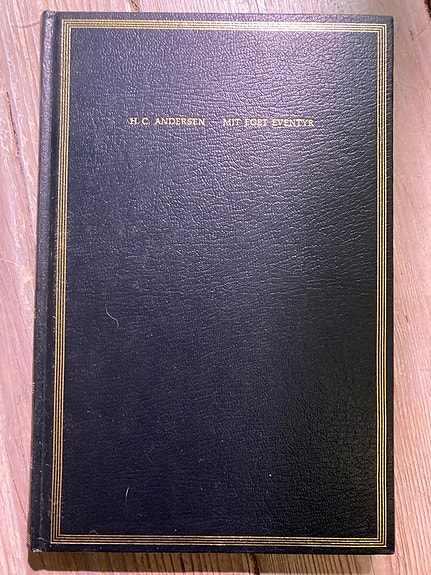 H. C. ANDERSEN – MIT EGET EVENTYR